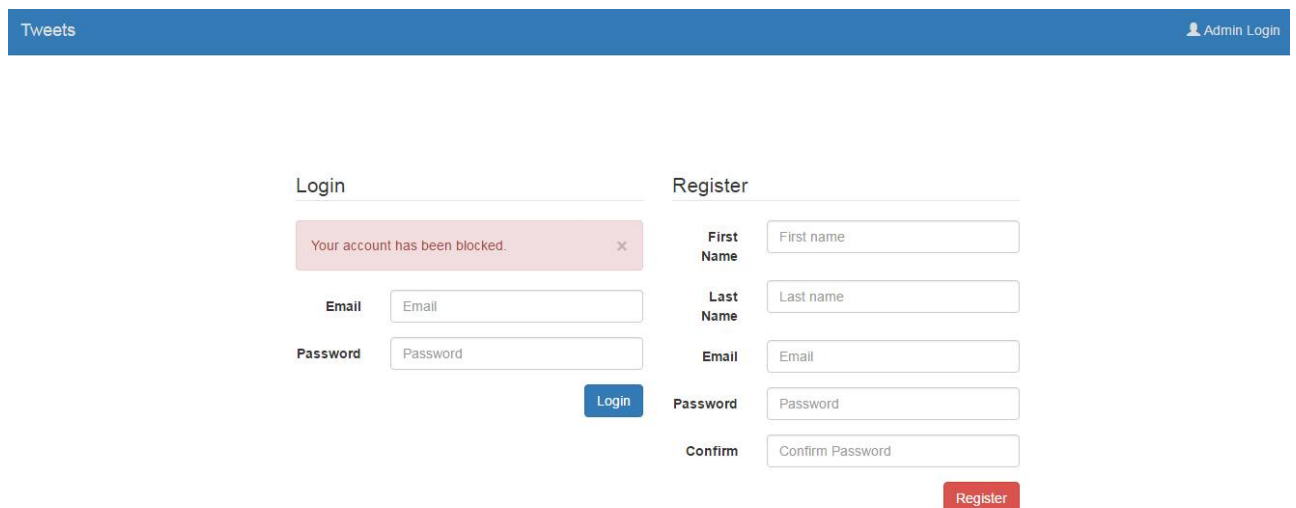 Tweets
Admin Login
Login
Your account has been blocked. ×
Email Email
Password Password
Login
Register
First Name First name
Last Name Last name
Email Email
Password Password
Confirm Confirm Password
Register